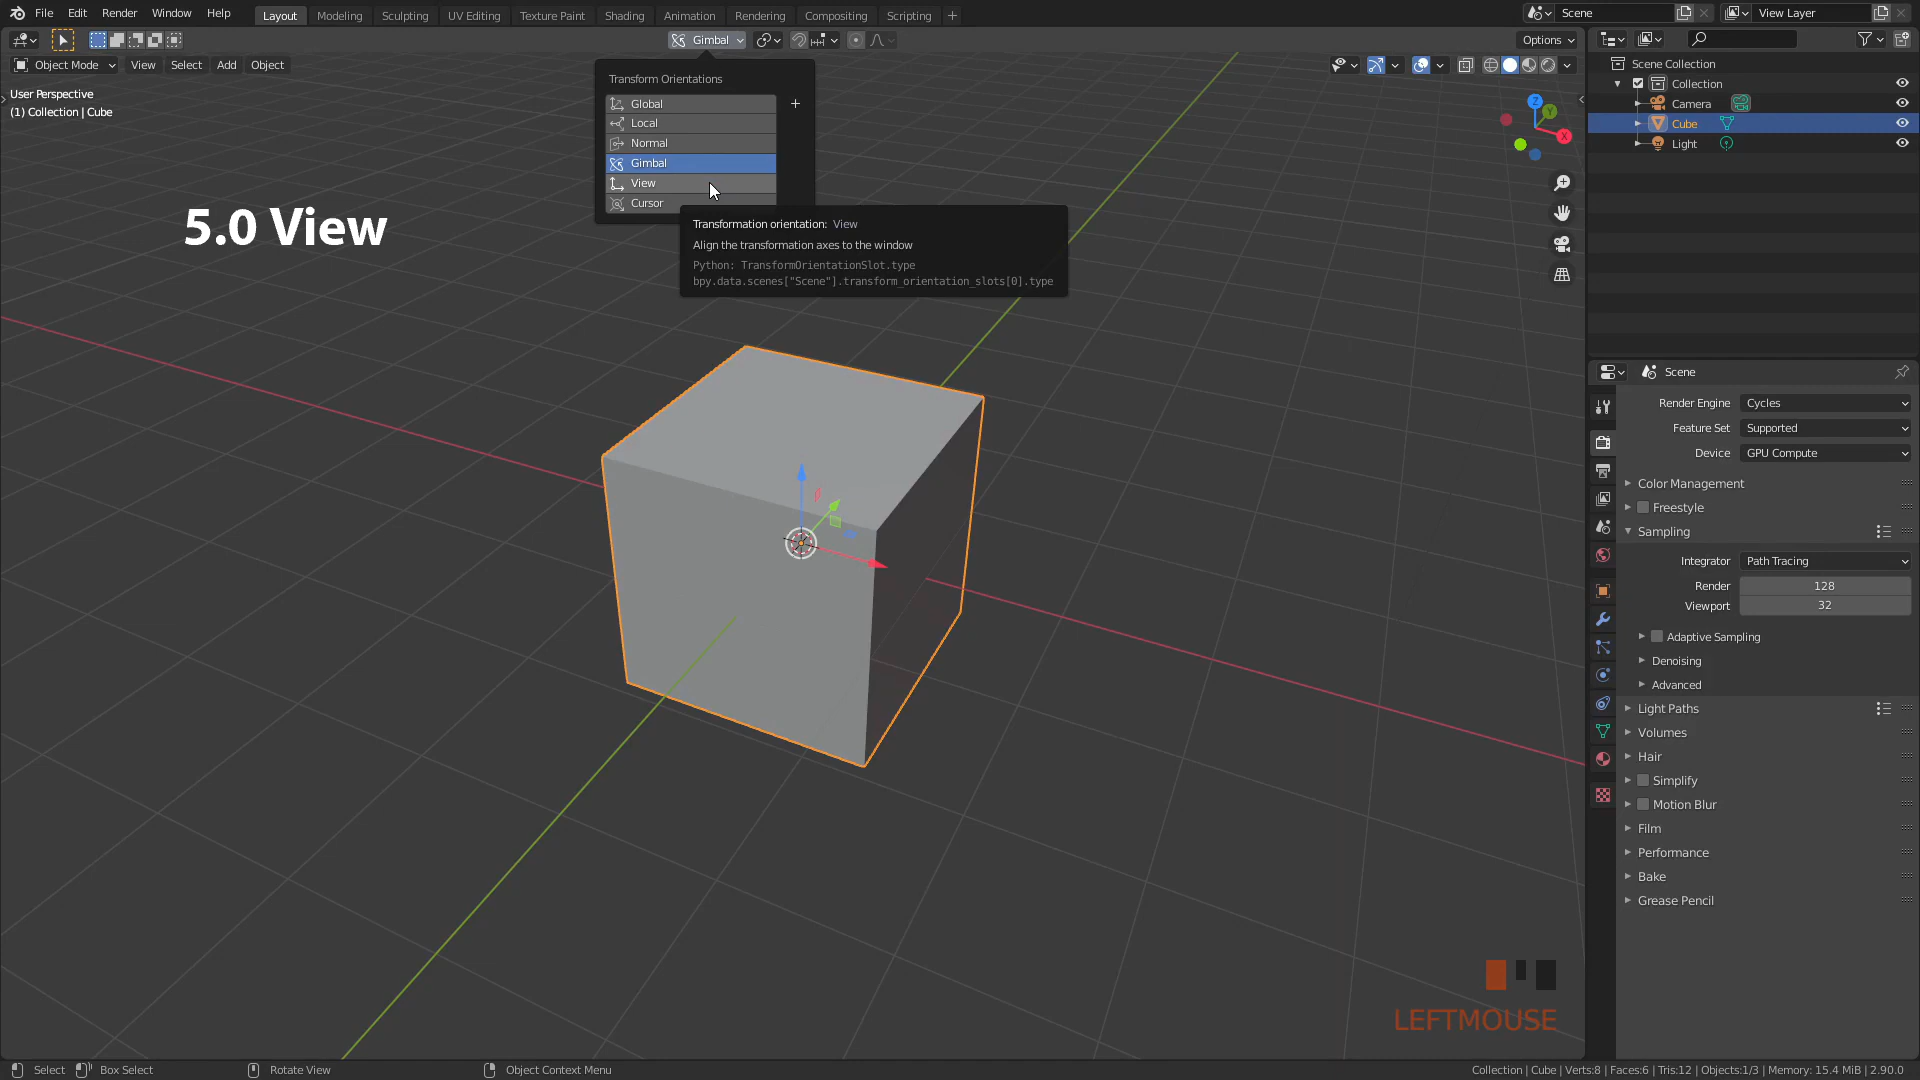 File Edit Render Window Help
Layout Modeling Sculpting UV Editing Texture Paint Shading Animation Rendering Compositing Scripting +
Scene
View Layer
Gimbal
Options
Object Mode View Select Add Object
User Perspective
(1) Collection | Cube
Transform Orientations
Global
Local
Normal
Gimbal
View
Cursor
Transformation orientation: View
Align the transformation axes to the window
Python: TransformOrientationSlot.type
bpy.data.scenes["Scene"].transform_orientation_slots[0].type
5.0 View
Z
Y
X
Scene Collection
Collection
Camera
Cube
Light
Scene
Render Engine Cycles
Feature Set Supported
Device GPU Compute
Color Management
Freestyle
Sampling
Integrator Path Tracing
Render 128
Viewport 32
Adaptive Sampling
Denoising
Advanced
Light Paths
Volumes
Hair
Simplify
Motion Blur
Film
Performance
Bake
Grease Pencil
LEFTMOUSE
Select Box Select Rotate View Object Context Menu
Collection | Cube | Verts:8 | Faces:6 | Tris:12 | Objects:1/3 | Memory: 15.4 MiB | 2.90.0